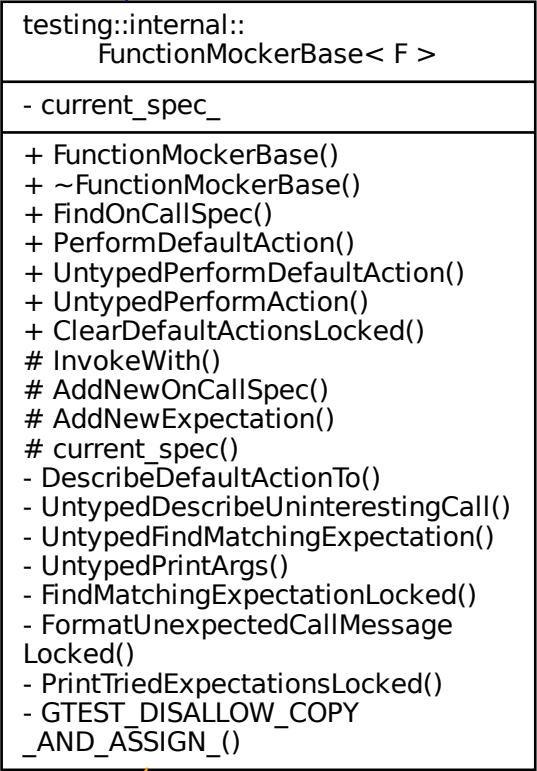 testing::internal::
FunctionMockerBase< F >
- current_spec_
+ FunctionMockerBase()
+ ~FunctionMockerBase()
+ FindOnCallSpec()
+ PerformDefaultAction()
+ UntypedPerformDefaultAction()
+ UntypedPerformAction()
+ ClearDefaultActionsLocked()
# InvokeWith()
# AddNewOnCallSpec()
# AddNewExpectation()
# current_spec()
- DescribeDefaultActionTo()
- UntypedDescribeUninterestingCall()
- UntypedFindMatchingExpectation()
- UntypedPrintArgs()
- FindMatchingExpectationLocked()
- FormatUnexpectedCallMessage
Locked()
- PrintTriedExpectationsLocked()
- GTEST_DISALLOW_COPY
_AND_ASSIGN_()